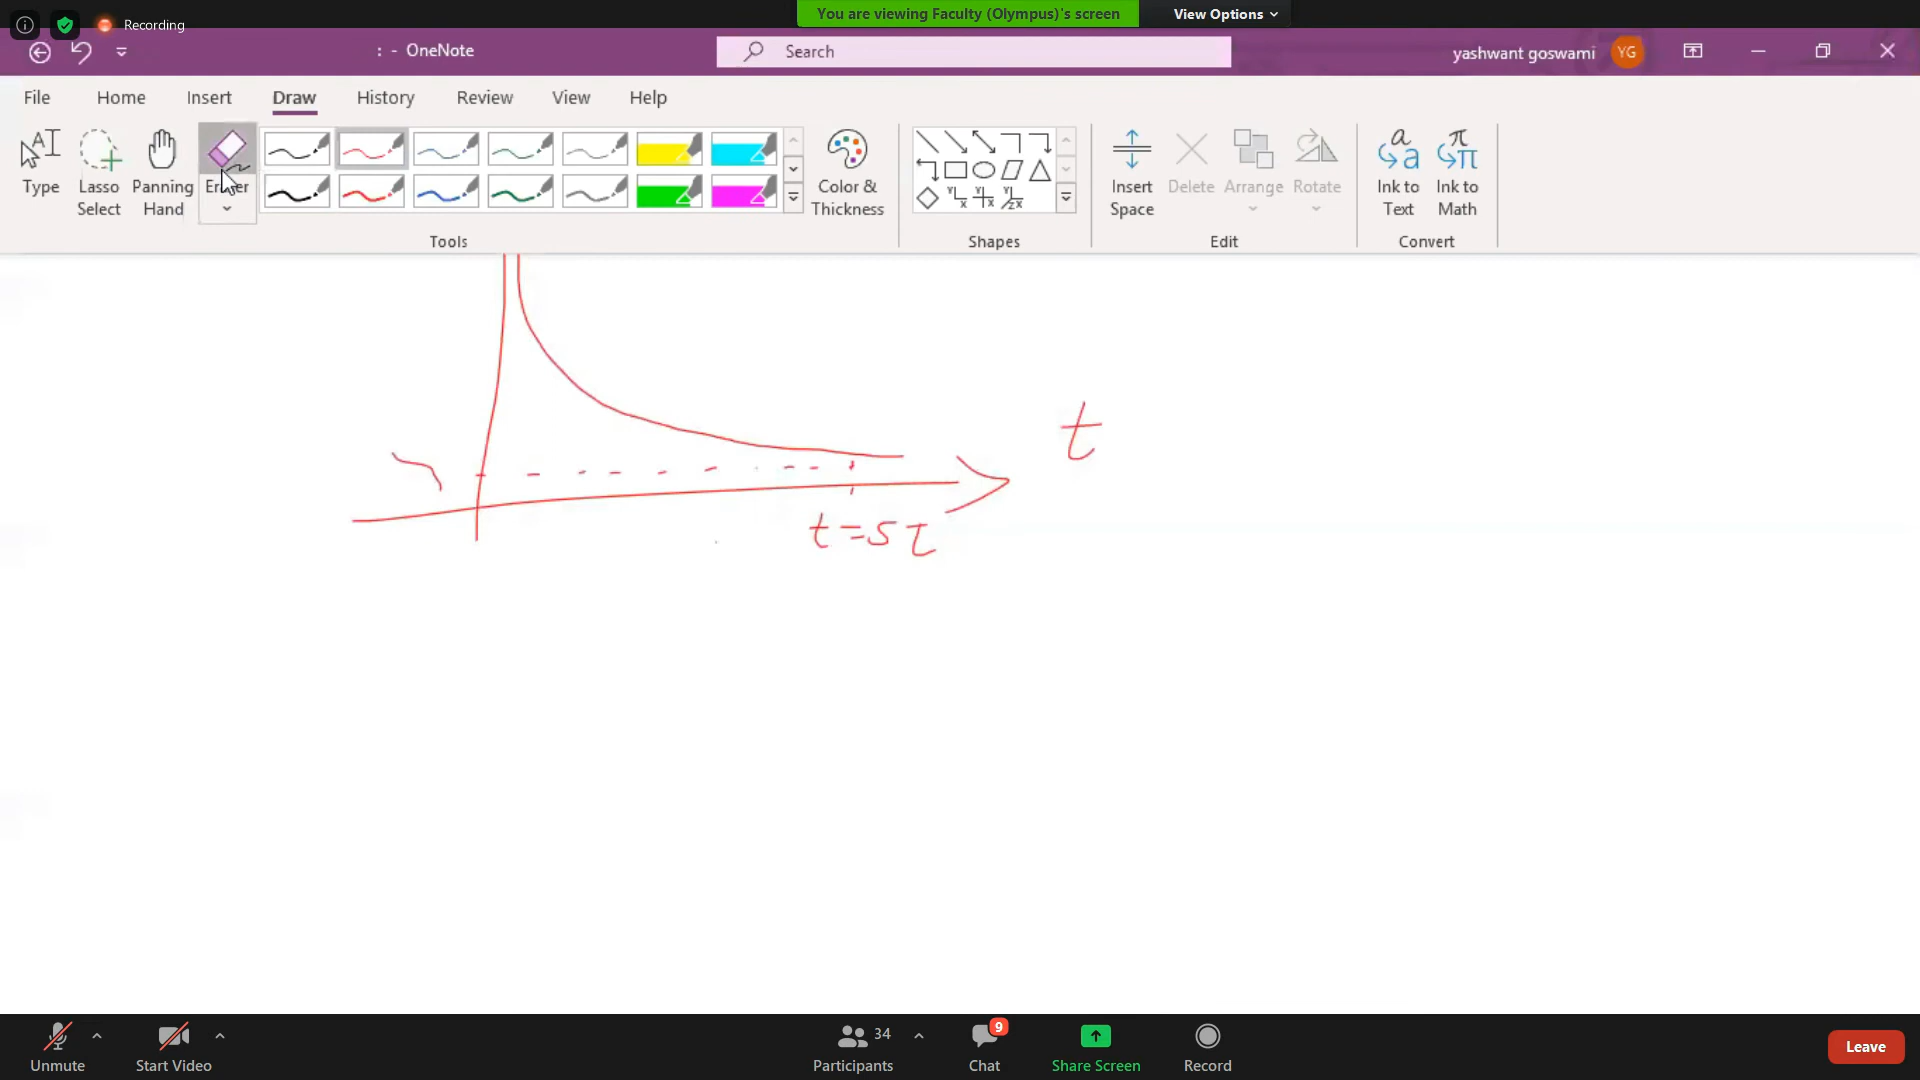 Recording
You are viewing Faculty (Olympus)'s screen
View Options
: - OneNote
Search
yashwant goswami
YG
File Home Insert Draw History Review View Help
Type
Lasso Select
Panning Hand
Color & Thickness
Insert Space
Delete
Arrange
Rotate
Ink to Text
Ink to Math
Tools
Shapes
Edit
Convert
t
t=5τ
Unmute
Start Video
34
Participants
9
Chat
Share Screen
Record
Leave